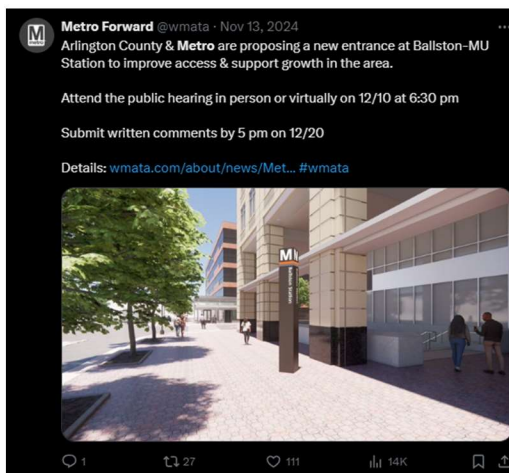 Metro Forward @wmata · Nov 13, 2024
Arlington County & Metro are proposing a new entrance at Ballston-MU
Station to improve access & support growth in the area.
Attend the public hearing in person or virtually on 12/10 at 6:30 pm
Submit written comments by 5 pm on 12/20
Details: wmata.com/about/news/Met... #wmata
M
Ballston Station
1 27 111 14K